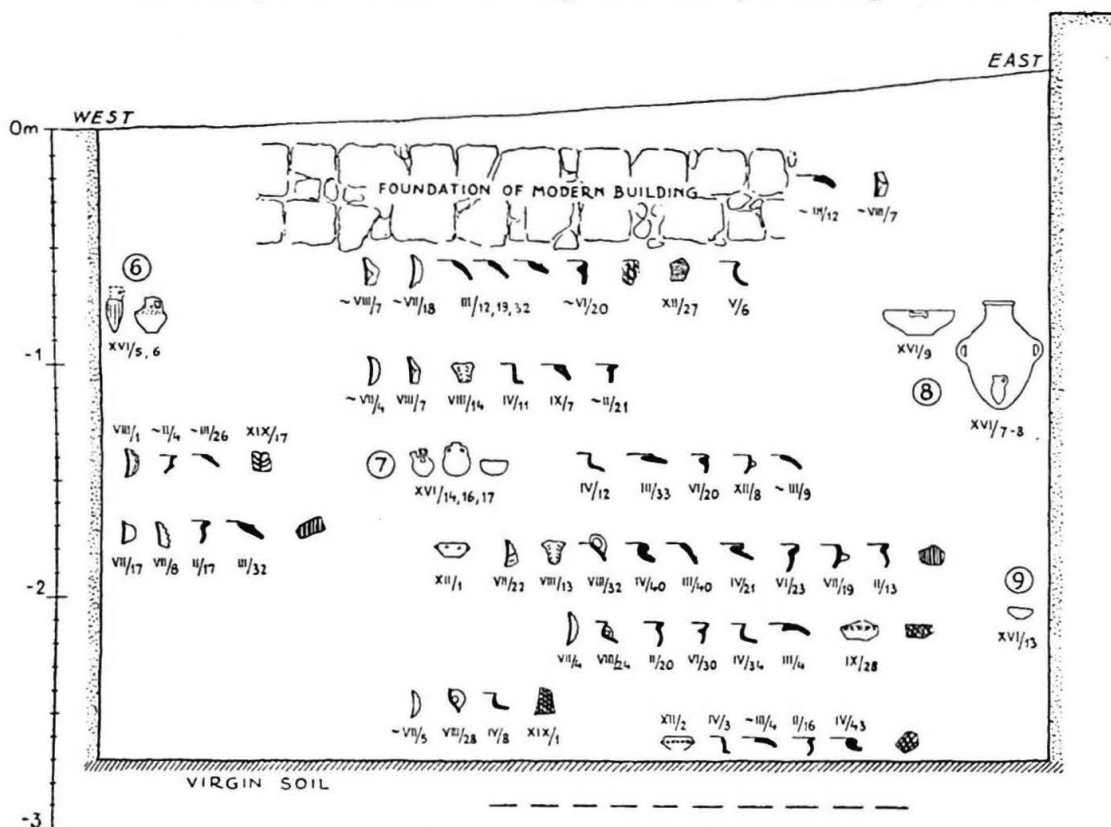 EAST
WEST
0m
FOUNDATION OF MODERN BUILDING
~III/12 ~VIII/7
6
~VIII/7 ~VII/18 III/12,19,32 ~VI/20 XII/27 V/6
XVI/5,6
XVI/9
-1
8
~VII/4 VIII/7 VIII/14 IV/11 IX/7 ~II/21
XVI/7-8
VIII/1 ~II/4 ~III/26 XIX/17
7
XVI/14,16,17
IV/12 III/33 VI/20 XII/8 ~III/9
VII/17 VII/8 II/17 III/32
XII/1 VII/22 VIII/13 VIII/32 IV/40 III/40 IV/21 VI/23 VII/19 II/13
9
-2
XVI/13
VII/4 VIII/24 II/20 VI/30 IV/34 III/4 IX/28
~VII/5 VIII/28 IV/8 XIX/1
XII/2 IV/3 ~III/4 II/16 IV/43
VIRGIN SOIL
-3